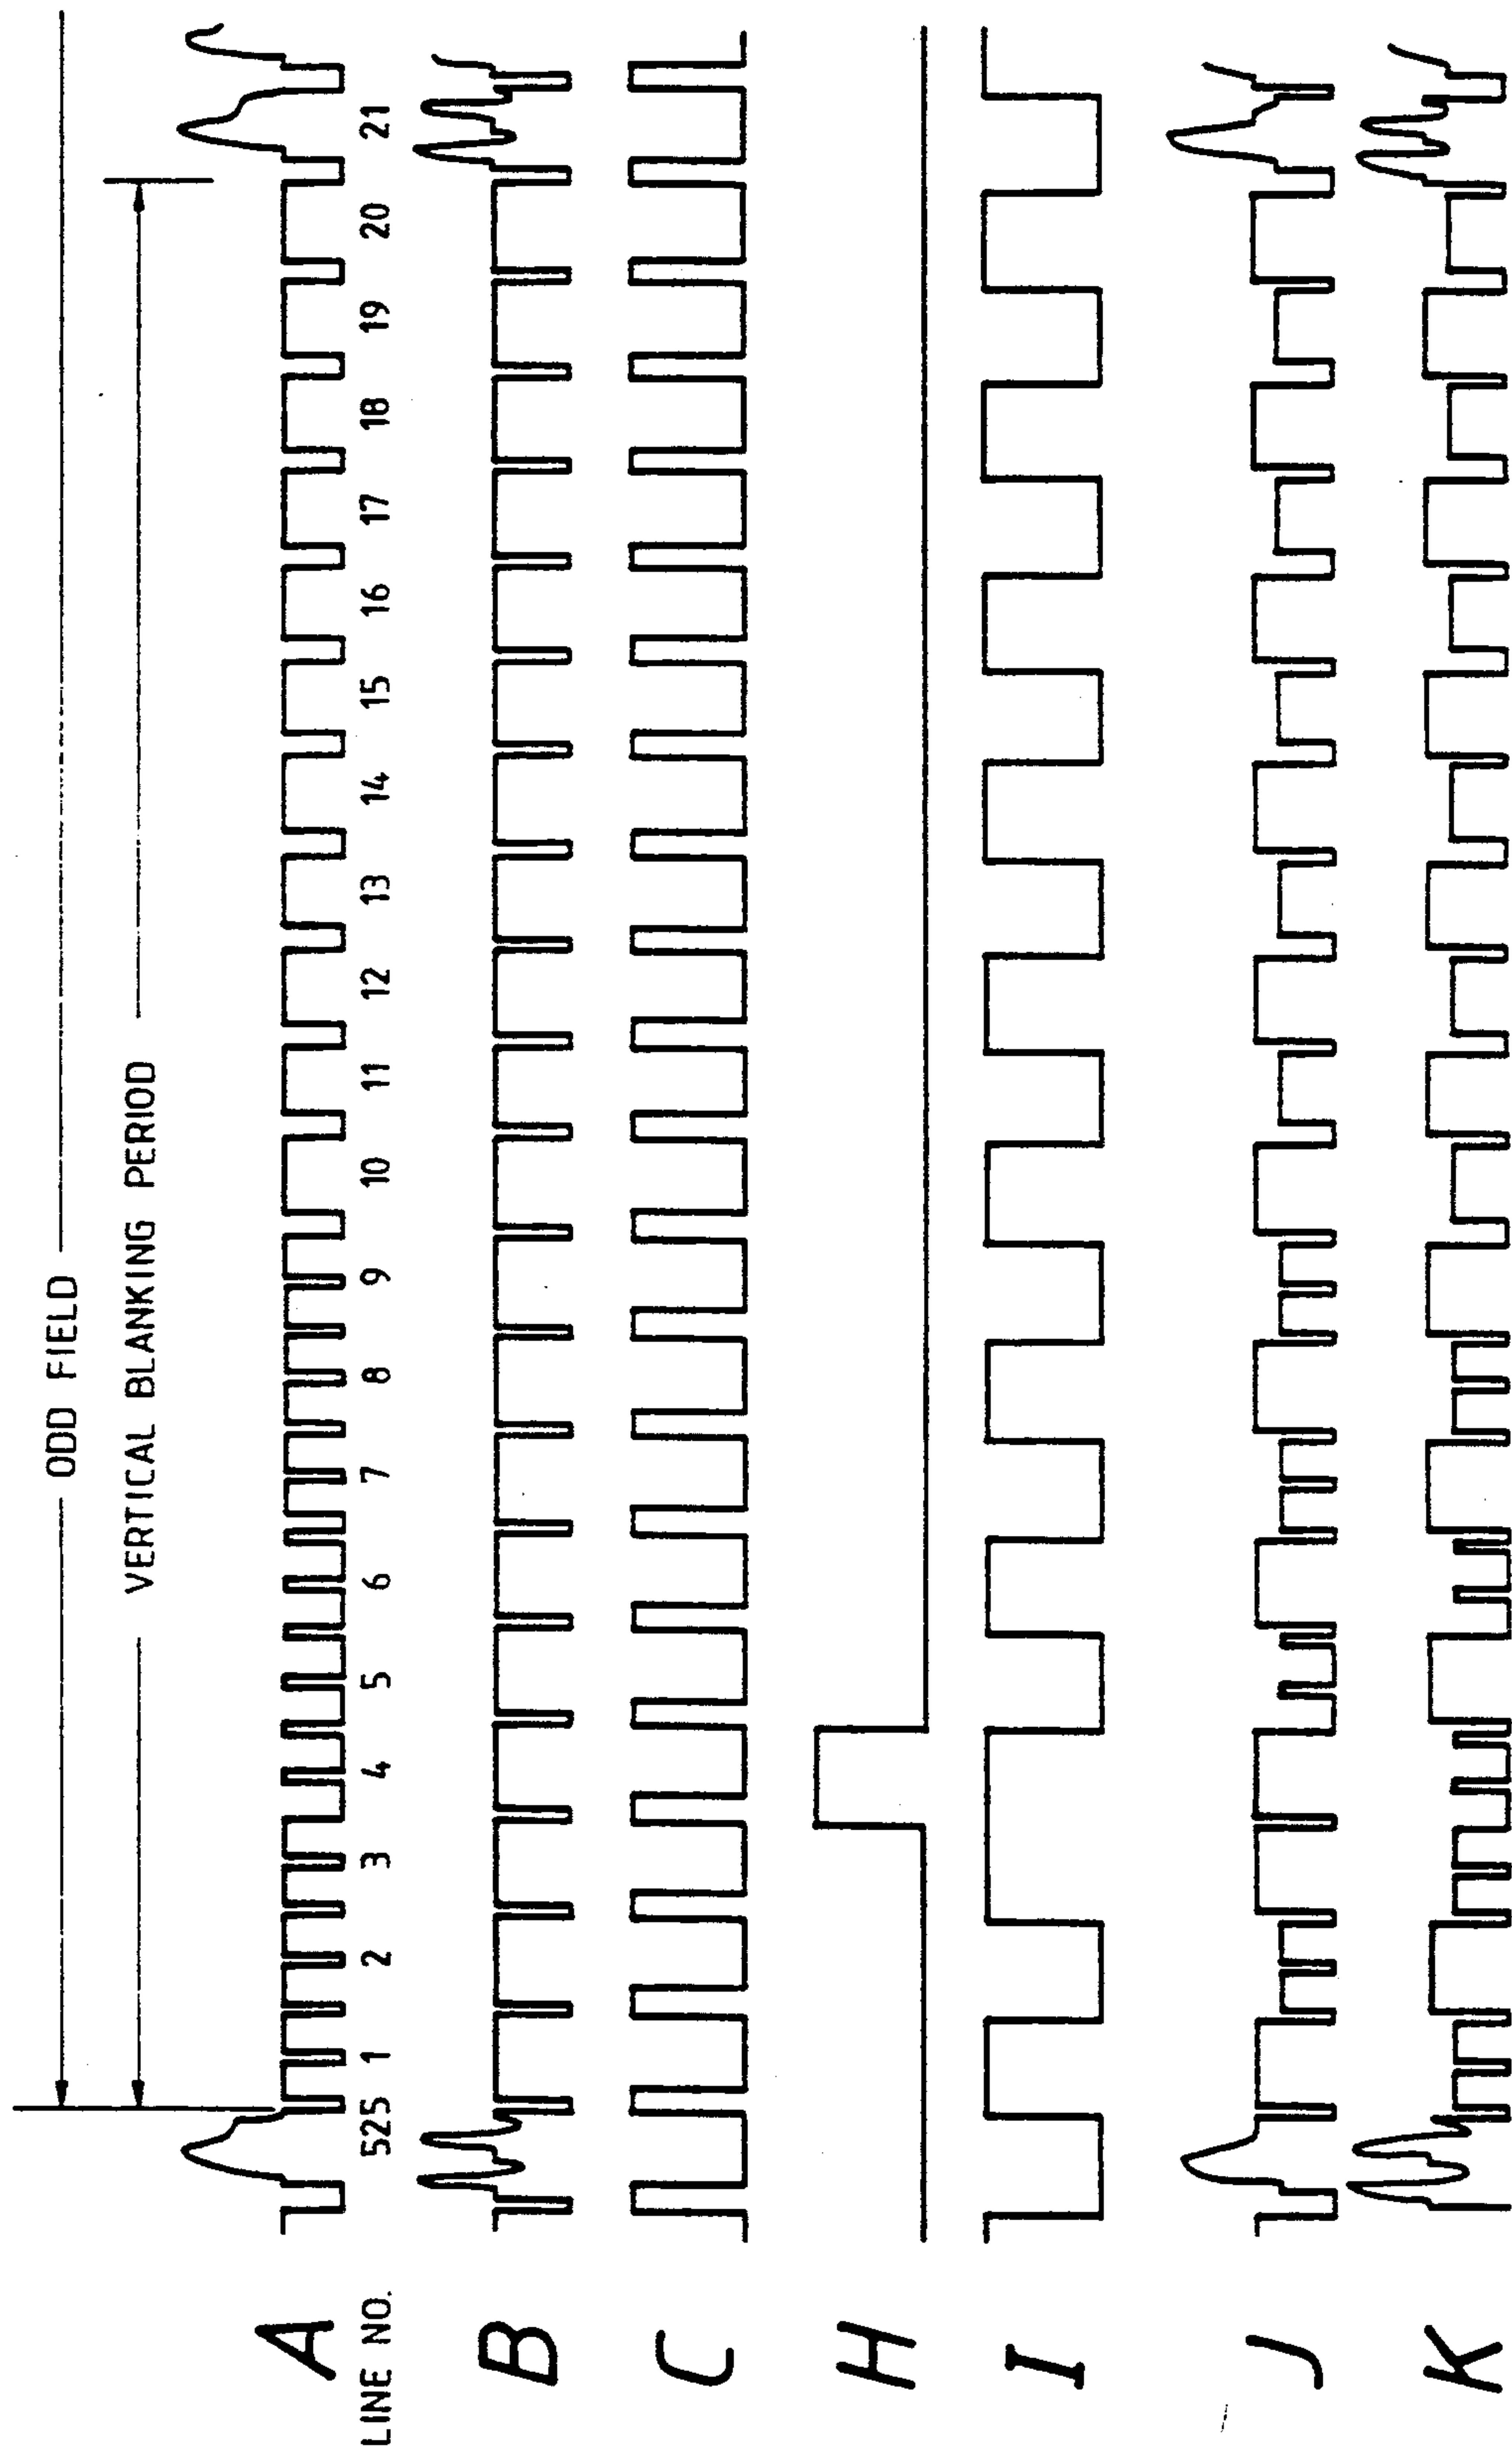 ODD FIELD
VERTICAL BLANKING PERIOD
A
LINE NO. 525 1 2 3 4 5 6 7 8 9 10 11 12 13 14 15 16 17 18 19 20 21
B
C
H
I
J
K